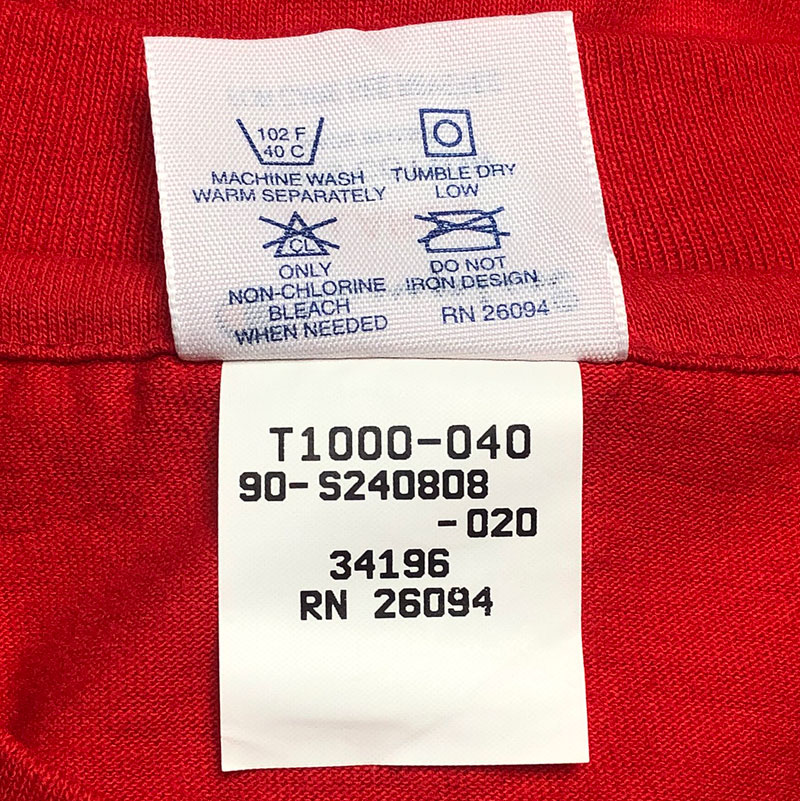 102 F
40 C
MACHINE WASH
WARM SEPARATELY
TUMBLE DRY
LOW
CL
ONLY
NON-CHLORINE
BLEACH
WHEN NEEDED
DO NOT
IRON DESIGN
RN 26094
T1000-040
90-S240808
-020
34196
RN 26094